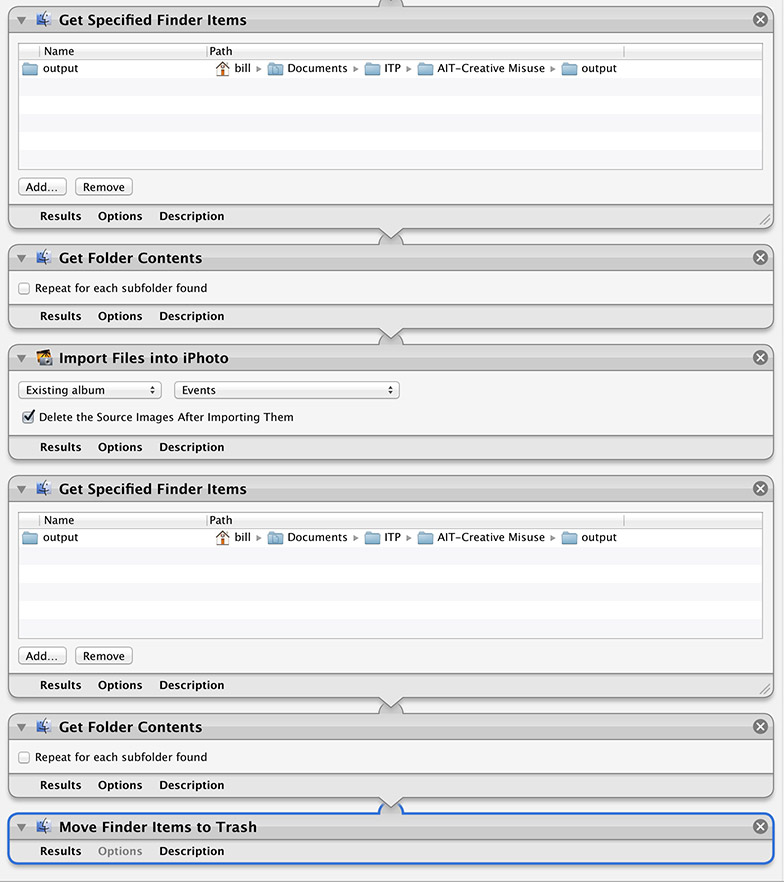 Get Specified Finder Items
Name Path
output bill Documents ITP AIT-Creative Misuse output
Add... Remove
Results Options Description
Get Folder Contents
Repeat for each subfolder found
Results Options Description
Import Files into iPhoto
Existing album Events
Delete the Source Images After Importing Them
Results Options Description
Get Specified Finder Items
Name Path
output bill Documents ITP AIT-Creative Misuse output
Add... Remove
Results Options Description
Get Folder Contents
Repeat for each subfolder found
Results Options Description
Move Finder Items to Trash
Results Options Description